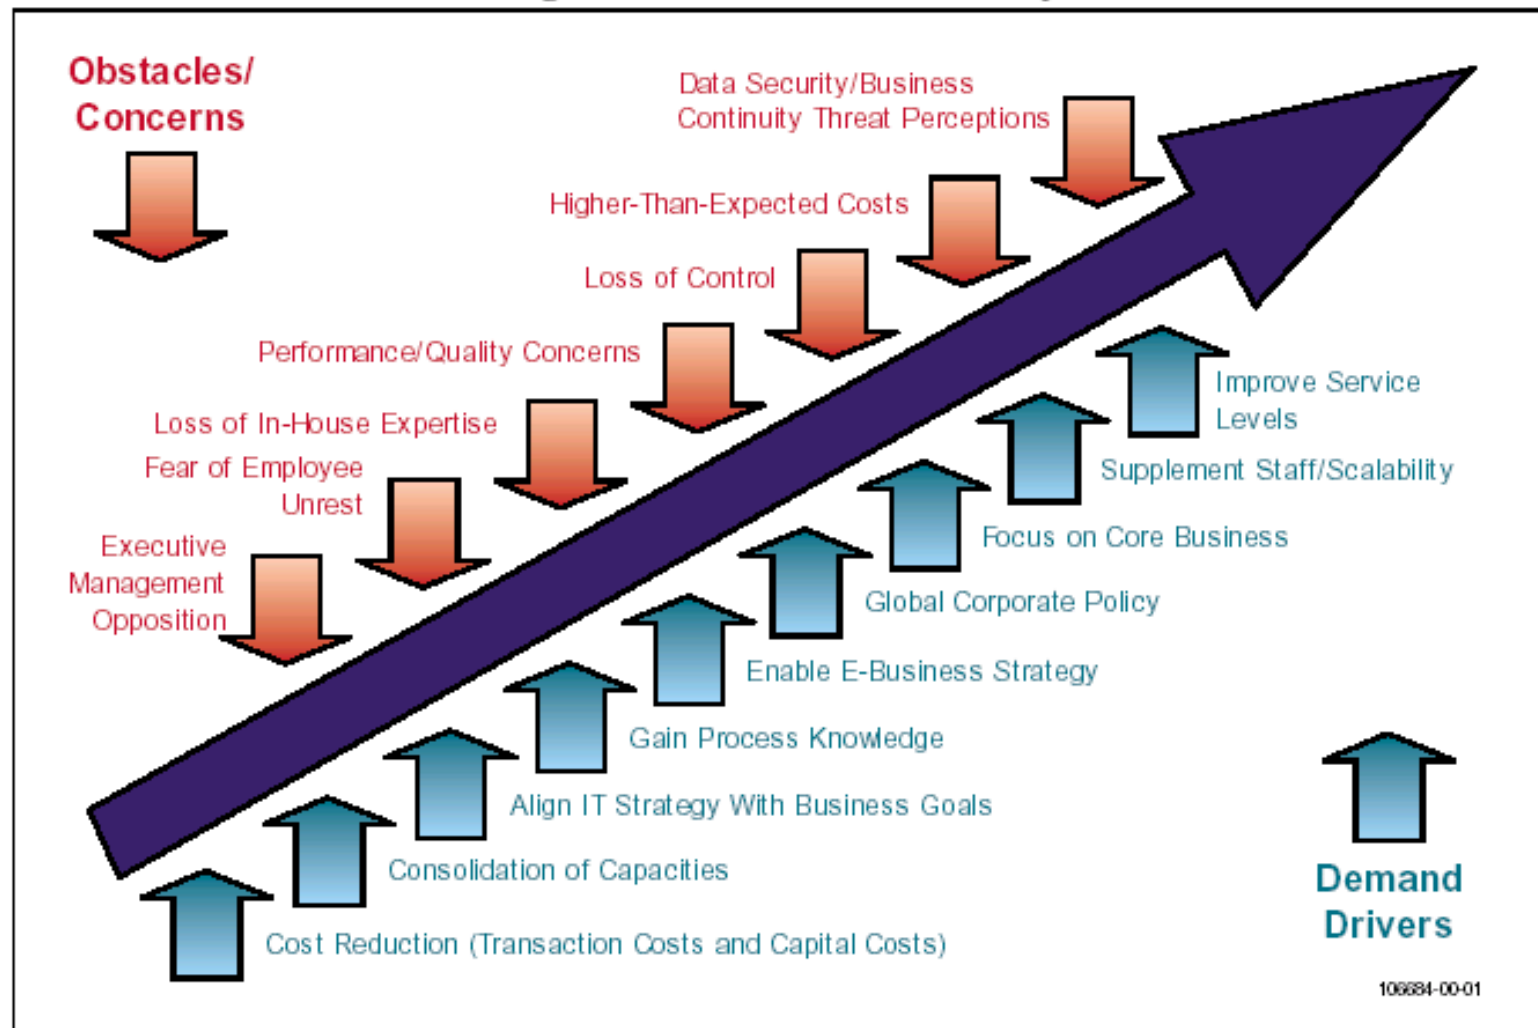 Obstacles/
Concerns
Data Security/Business
Continuity Threat Perceptions
Higher-Than-Expected Costs
Loss of Control
Performance/Quality Concerns
Loss of In-House Expertise
Fear of Employee
Unrest
Executive
Management
Opposition
Improve Service
Levels
Supplement Staff/Scalability
Focus on Core Business
Global Corporate Policy
Enable E-Business Strategy
Gain Process Knowledge
Align IT Strategy With Business Goals
Consolidation of Capacities
Cost Reduction (Transaction Costs and Capital Costs)
Demand
Drivers
106684-00-01